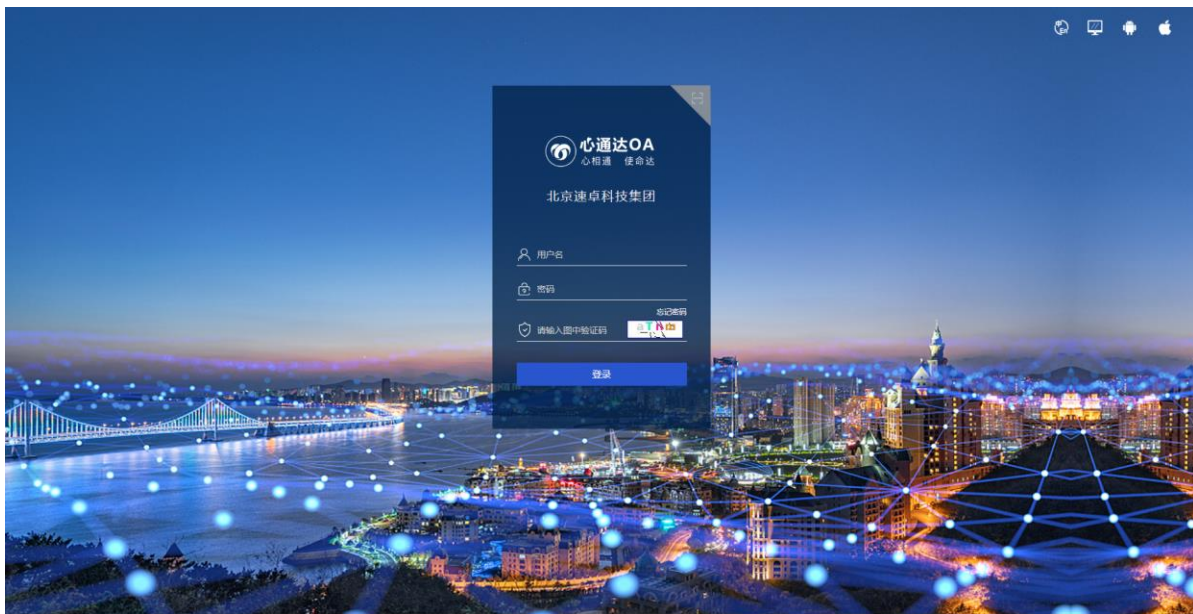 心通达OA
心相通 使命达
北京速卓科技集团
用户名
密码
忘记密码
请输入图中验证码
登录